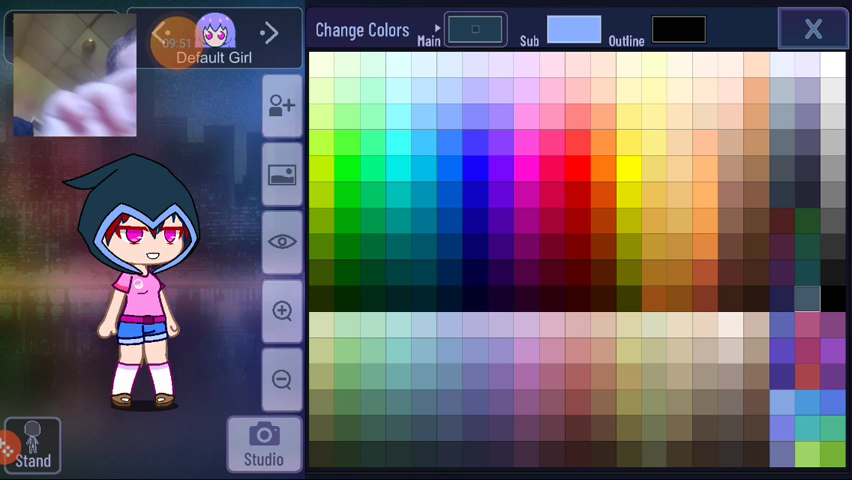 Change Colors
Main
Sub
Outline
09:51
Default Girl
Stand
Studio